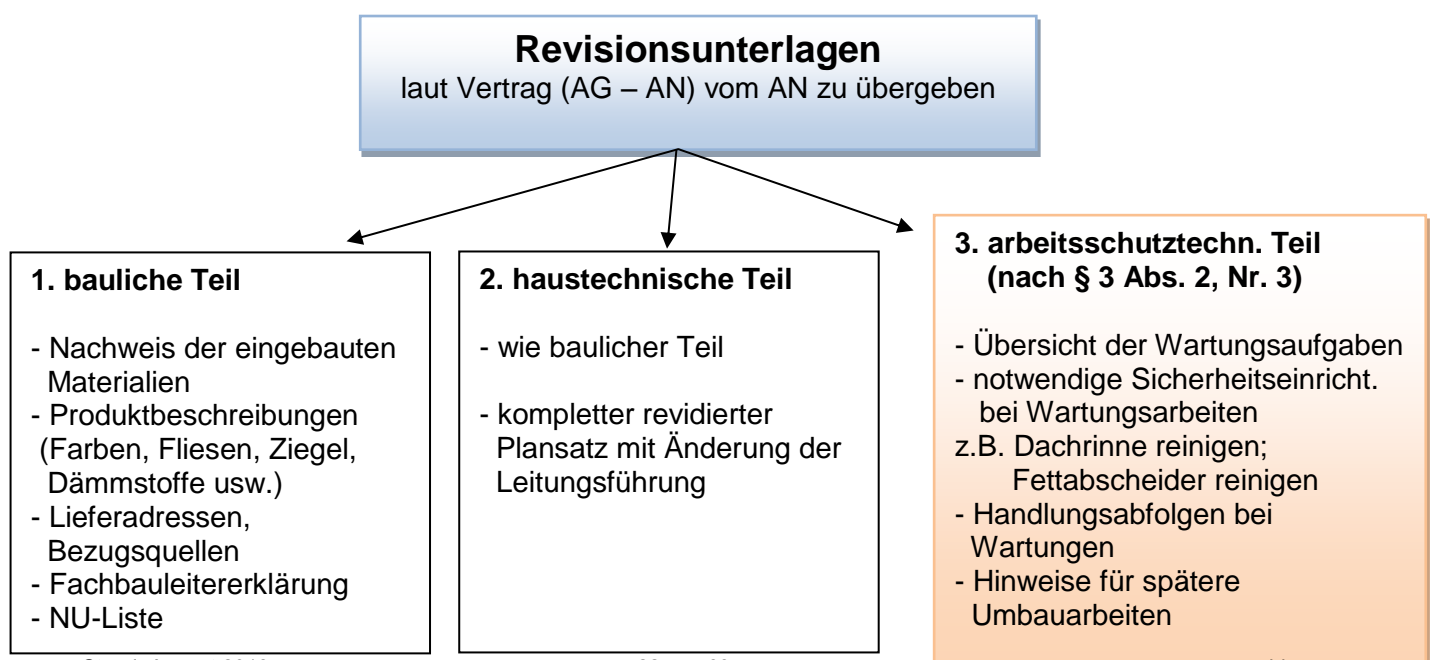 Revisionsunterlagen
laut Vertrag (AG – AN) vom AN zu übergeben
1. bauliche Teil
- Nachweis der eingebauten
Materialien
- Produktbeschreibungen
(Farben, Fliesen, Ziegel,
Dämmstoffe usw.)
- Lieferadressen,
Bezugsquellen
- Fachbauleitererklärung
- NU-Liste
2. haustechnische Teil
- wie baulicher Teil
- kompletter revidierter
Plansatz mit Änderung der
Leitungsführung
3. arbeitsschutztechn. Teil
(nach § 3 Abs. 2, Nr. 3)
- Übersicht der Wartungsaufgaben
- notwendige Sicherheitseinricht.
bei Wartungsarbeiten
z.B. Dachrinne reinigen;
Fettabscheider reinigen
- Handlungsabfolgen bei
Wartungen
- Hinweise für spätere
Umbauarbeiten